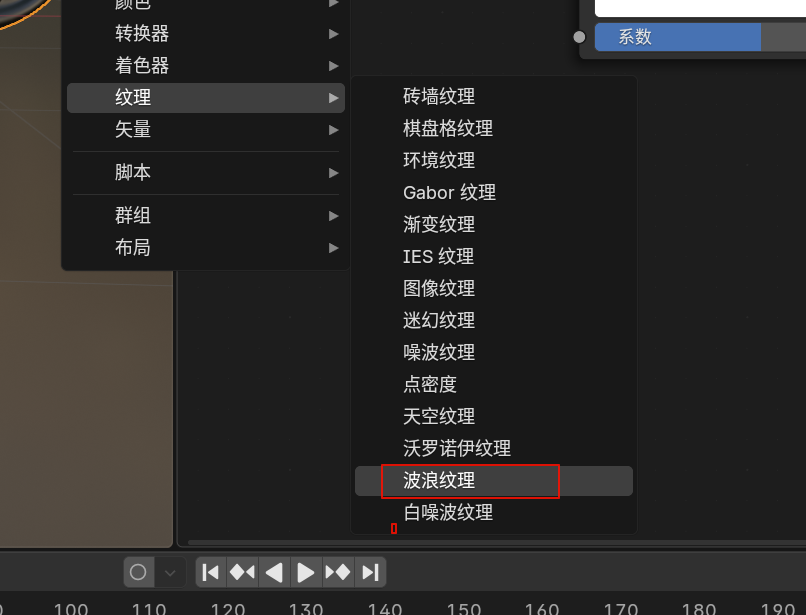 颜色
转换器
着色器
纹理
矢量
脚本
群组
布局
系数
砖墙纹理
棋盘格纹理
环境纹理
Gabor 纹理
渐变纹理
IES 纹理
图像纹理
迷幻纹理
噪波纹理
点密度
天空纹理
沃罗诺伊纹理
波浪纹理
白噪波纹理
100 110 120 130 140 150 160 170 180 190